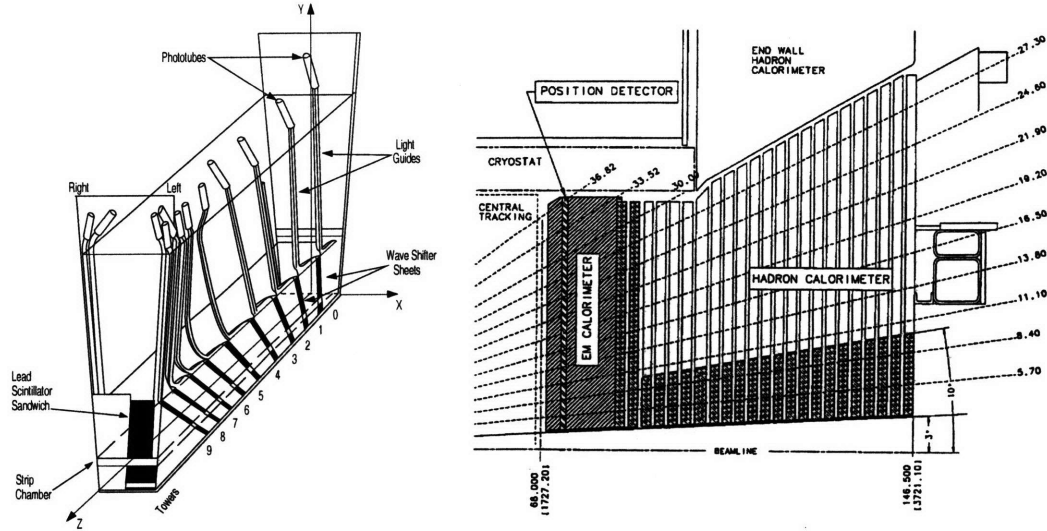 Y
Phototubes
Light
Guides
Right
Left
Wave Shifter
Sheets
X
0
1
2
3
4
5
6
7
8
9
Lead
Scintillator
Sandwich
Strip
Chamber
Z
Towers
END WALL
HADRON
CALORIMETER
POSITION DETECTOR
CRYOSTAT
CENTRAL
TRACKING
36.82
33.52
30.00
27.30
24.60
21.90
19.20
16.50
13.80
11.10
8.40
5.70
EM CALORIMETER
HADRON CALORIMETER
10°
3°
BEAMLINE
68.000
[1727.20]
146.500
[3721.10]